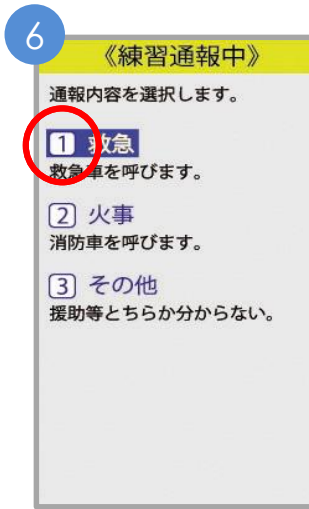 6
《練習通報中》
通報内容を選択します。
1 救急
救急車を呼びます。
2 火事
消防車を呼びます。
3 その他
援助等とちらか分からない。